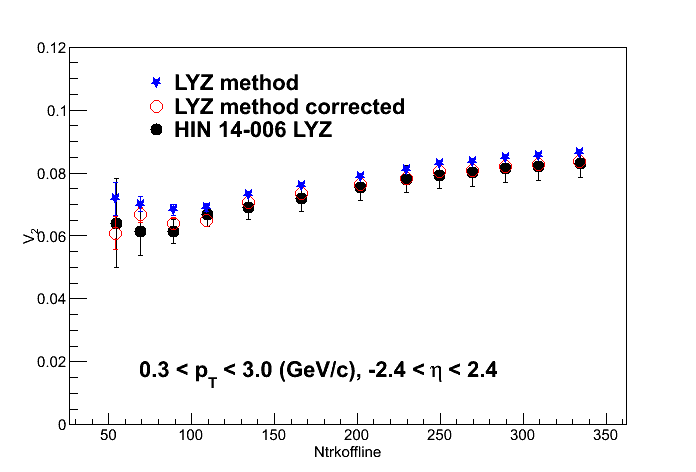 0.12
0.1
0.08
0.06
0.04
0.02
0
V2
LYZ method
LYZ method corrected
HIN 14-006 LYZ
0.3 < pT < 3.0 (GeV/c), -2.4 < η < 2.4
50 100 150 200 250 300 350
Ntrkoffline